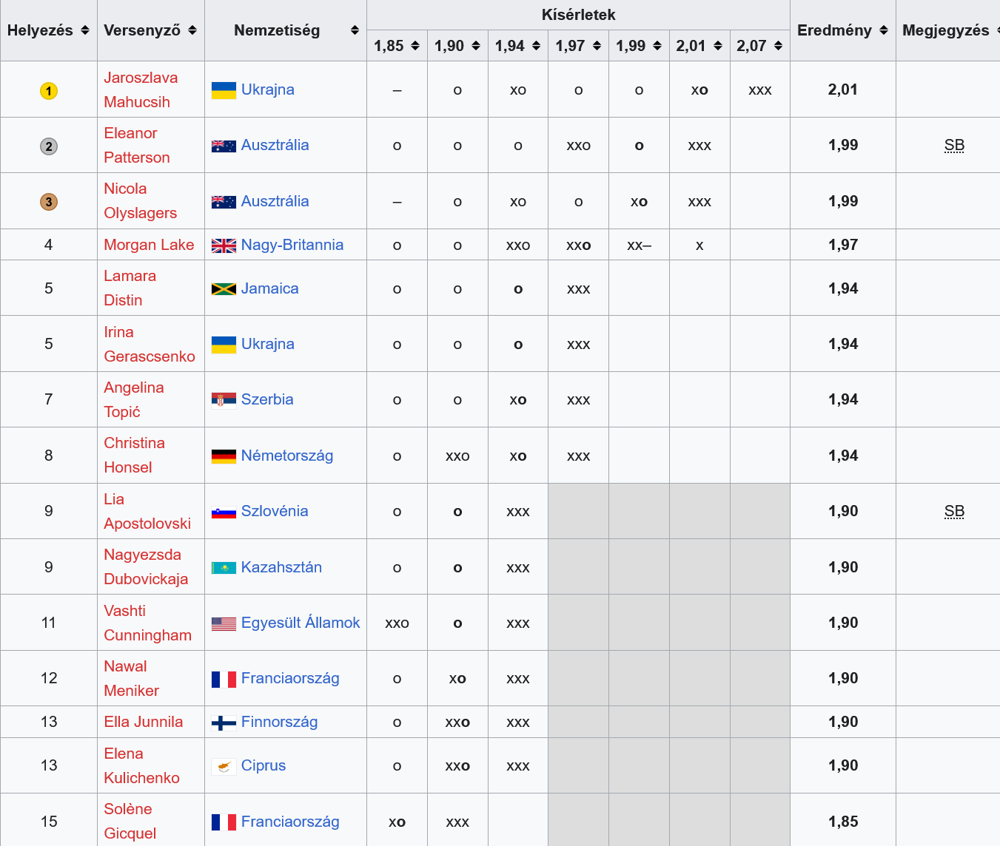 Helyezés Versenyző Nemzetiség Kísérletek Eredmény Megjegyzés
1,85 1,90 1,94 1,97 1,99 2,01 2,07
1 Jaroszlava Mahucsih Ukrajna – o xo o o xo xxx 2,01
2 Eleanor Patterson Ausztrália o o o xxo o xxx 1,99 SB
3 Nicola Olyslagers Ausztrália – o xo o xo xxx 1,99
4 Morgan Lake Nagy-Britannia o o xxo xxo xx– x 1,97
5 Lamara Distin Jamaica o o o xxx 1,94
5 Irina Gerascsenko Ukrajna o o o xxx 1,94
7 Angelina Topić Szerbia o o xo xxx 1,94
8 Christina Honsel Németország o xxo xo xxx 1,94
9 Lia Apostolovski Szlovénia o o xxx 1,90 SB
9 Nagyezsda Dubovickaja Kazahsztán o o xxx 1,90
11 Vashti Cunningham Egyesült Államok xxo o xxx 1,90
12 Nawal Meniker Franciaország o xo xxx 1,90
13 Ella Junnila Finnország o xxo xxx 1,90
13 Elena Kulichenko Ciprus o xxo xxx 1,90
15 Solène Gicquel Franciaország xo xxx 1,85